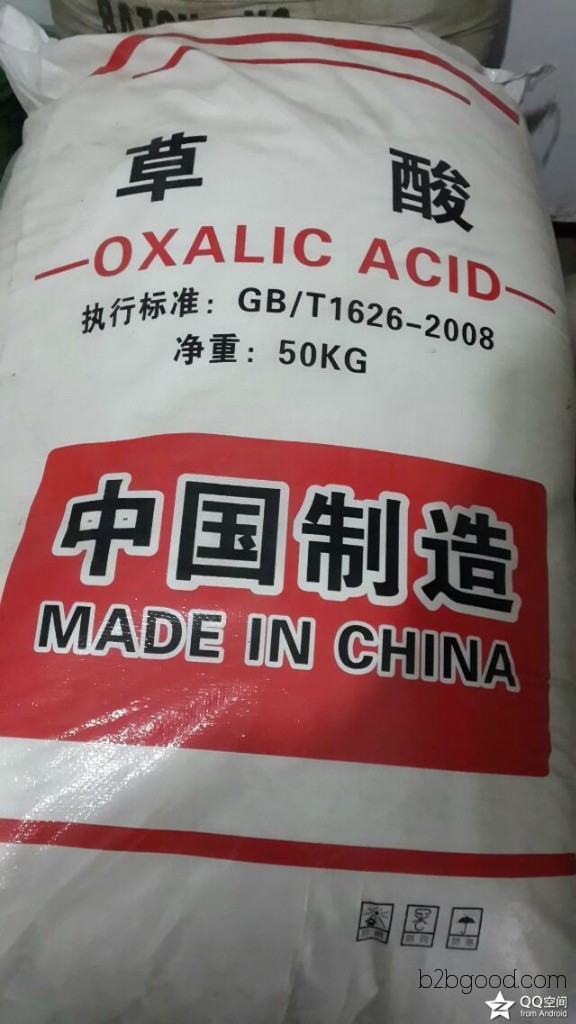 草 酸
—OXALIC ACID—
执行标准：GB/T1626-2008
净重：50KG
中国制造
MADE IN CHINA
b2bgood.com
QQ空间
from Android